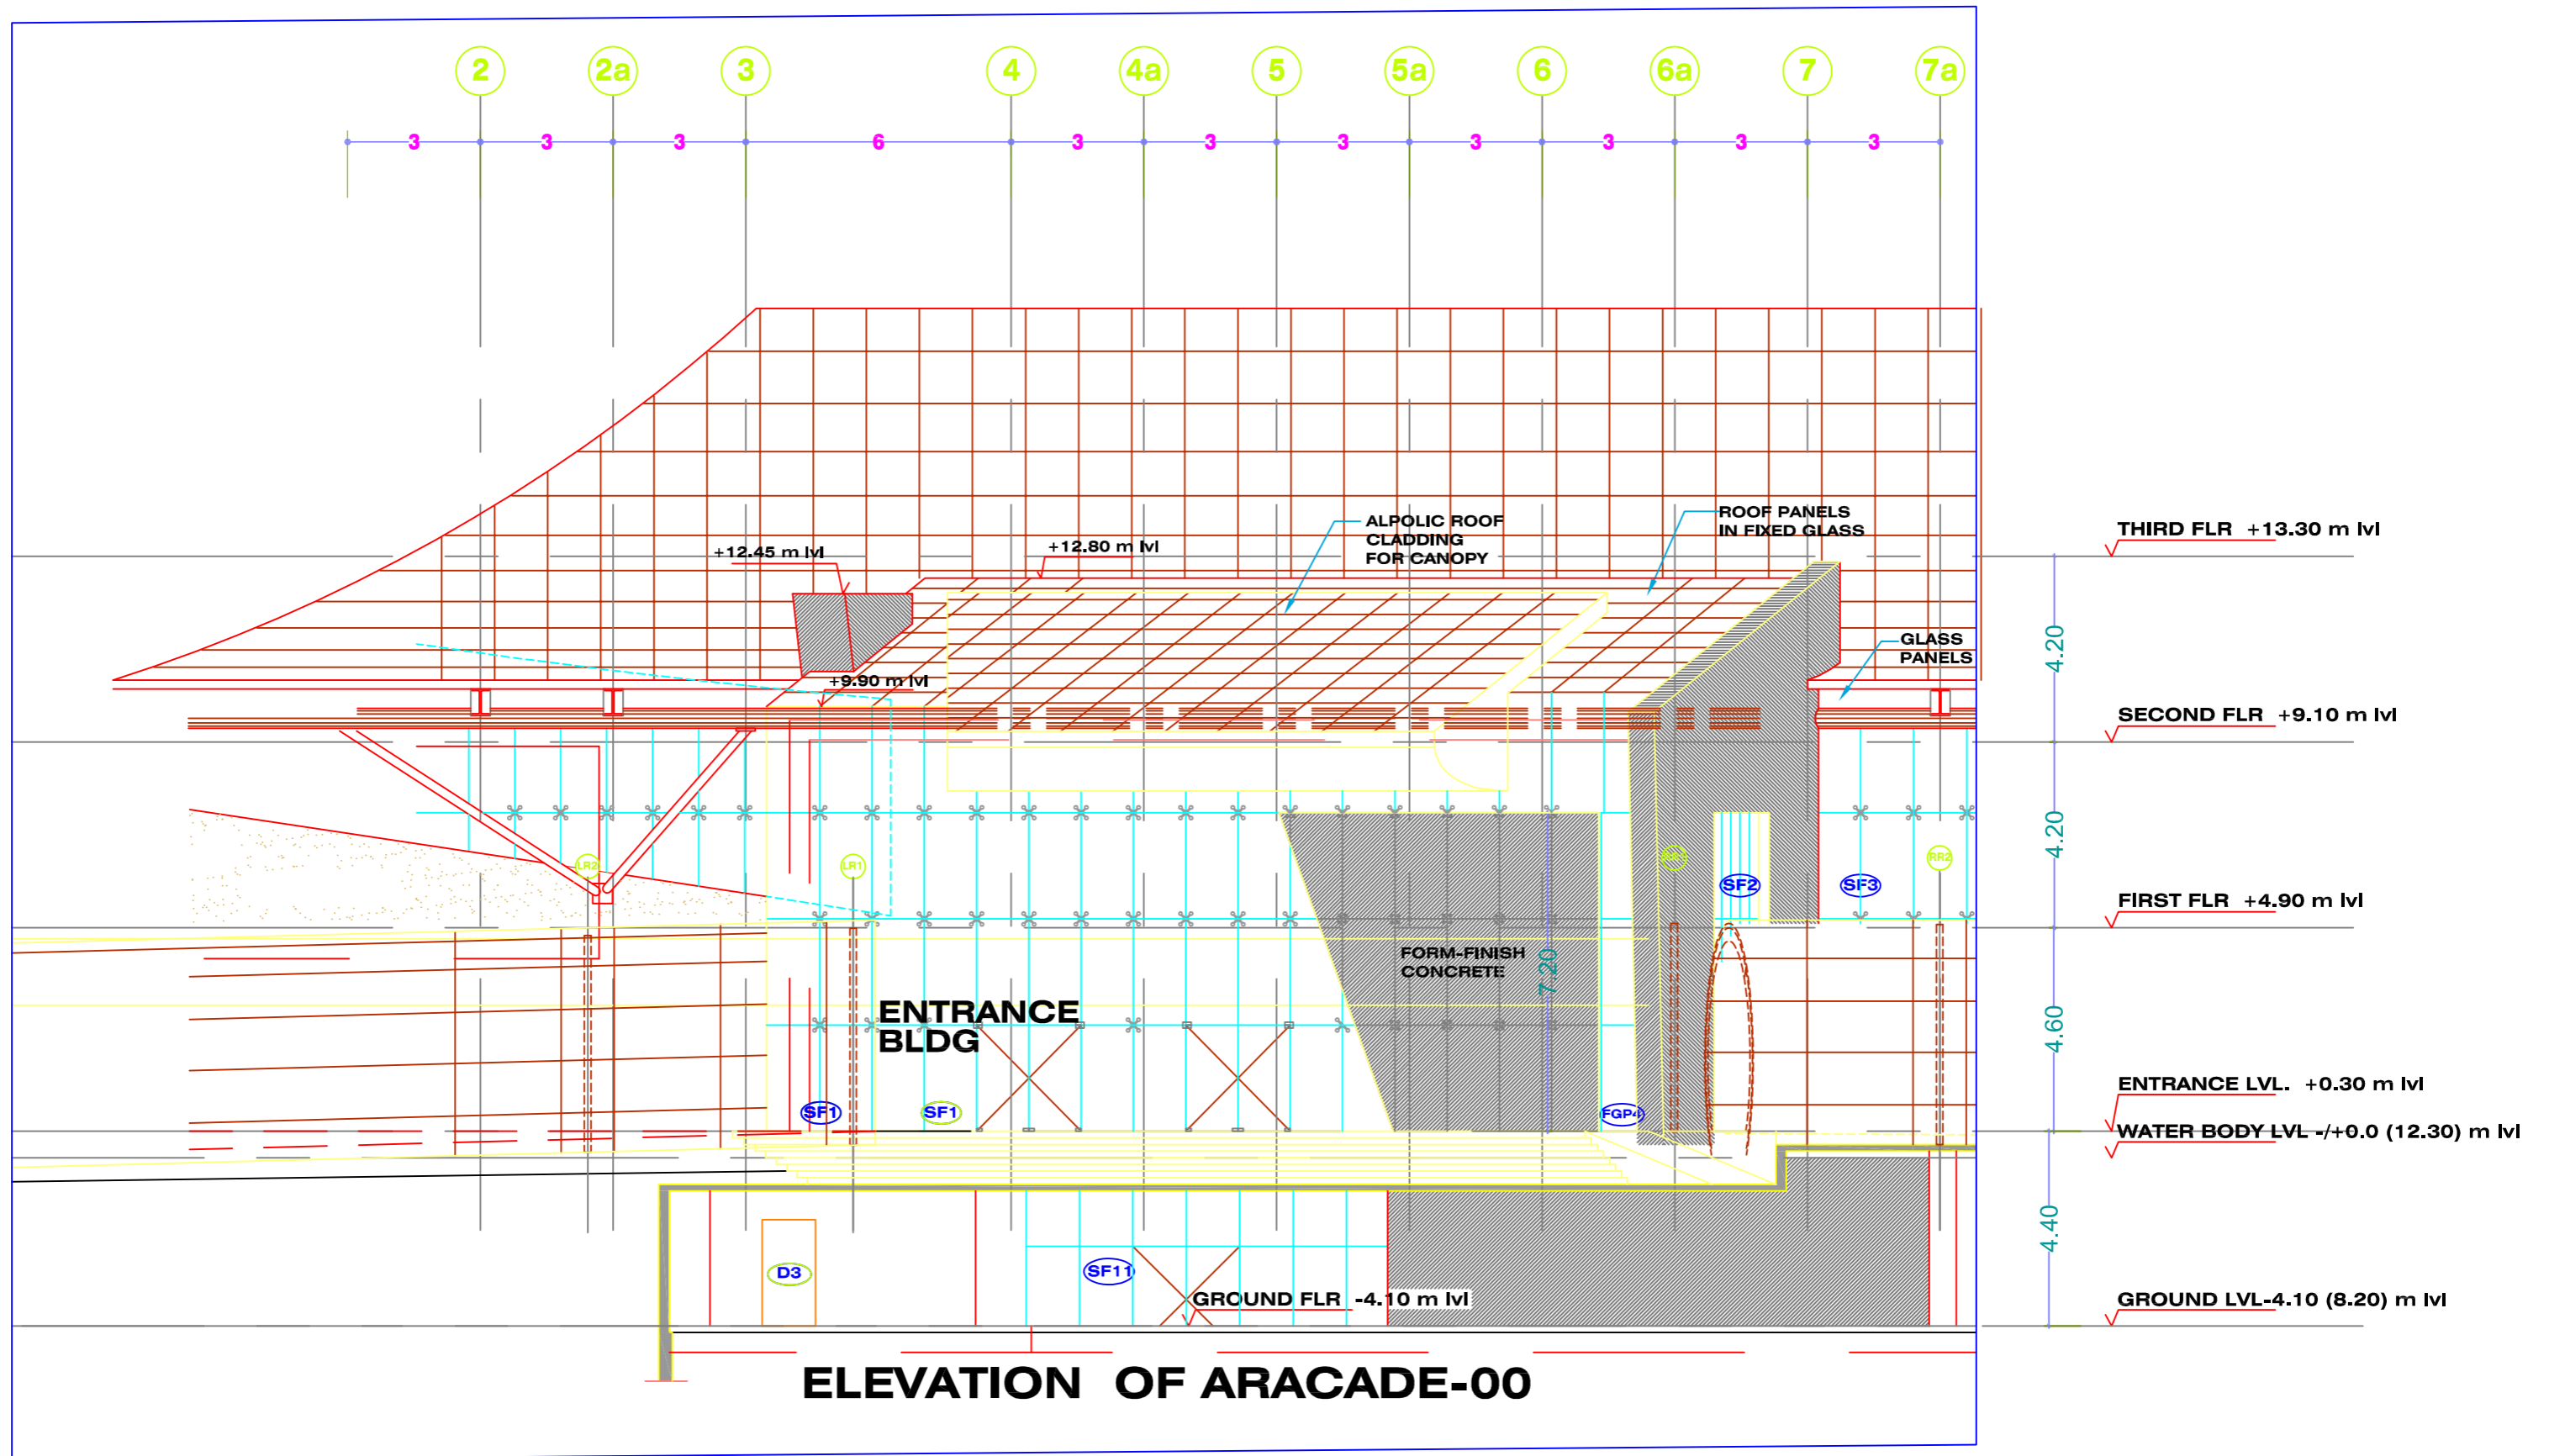 2 2a 3 4 4a 5 5a 6 6a 7 7a
3 3 3 6 3 3 3 3 3 3 3
ALPOLIC ROOF
CLADDING
FOR CANOPY
ROOF PANELS
IN FIXED GLASS
+12.45 m lvl
+12.80 m lvl
THIRD FLR +13.30 m lvl
GLASS
PANELS
4.20
+9.90 m lvl
SECOND FLR +9.10 m lvl
4.20
LR2
LR1
RR2
SF2
SF3
FIRST FLR +4.90 m lvl
FORM-FINISH
CONCRETE
7.20
ENTRANCE
BLDG
4.60
SF1
SF1
FGP4
ENTRANCE LVL. +0.30 m lvl
WATER BODY LVL -/+0.0 (12.30) m lvl
4.40
D3
SF11
GROUND FLR -4.10 m lvl
GROUND LVL-4.10 (8.20) m lvl
ELEVATION OF ARACADE-00